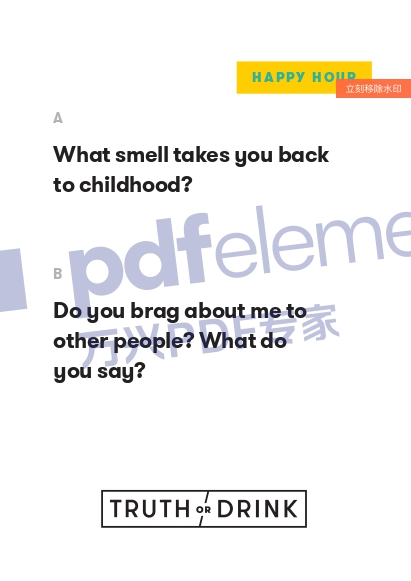 HAPPY HOUR
立刻移除水印
A
What smell takes you back
to childhood?
pdfeleme
B
Do you brag about me to
other people? What do
you say?
万兴PDF专家
TRUTH OR DRINK